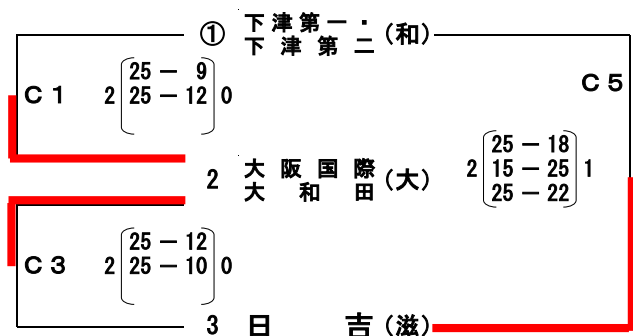 ① 下津第一・下津第二 (和)
C1 2 25 － 9 0
25 － 12
C5
2 大阪国際大和田 (大)
2 25 － 18 1
15 － 25
25 － 22
C3 2 25 － 12 0
25 － 10
3 日吉 (滋)